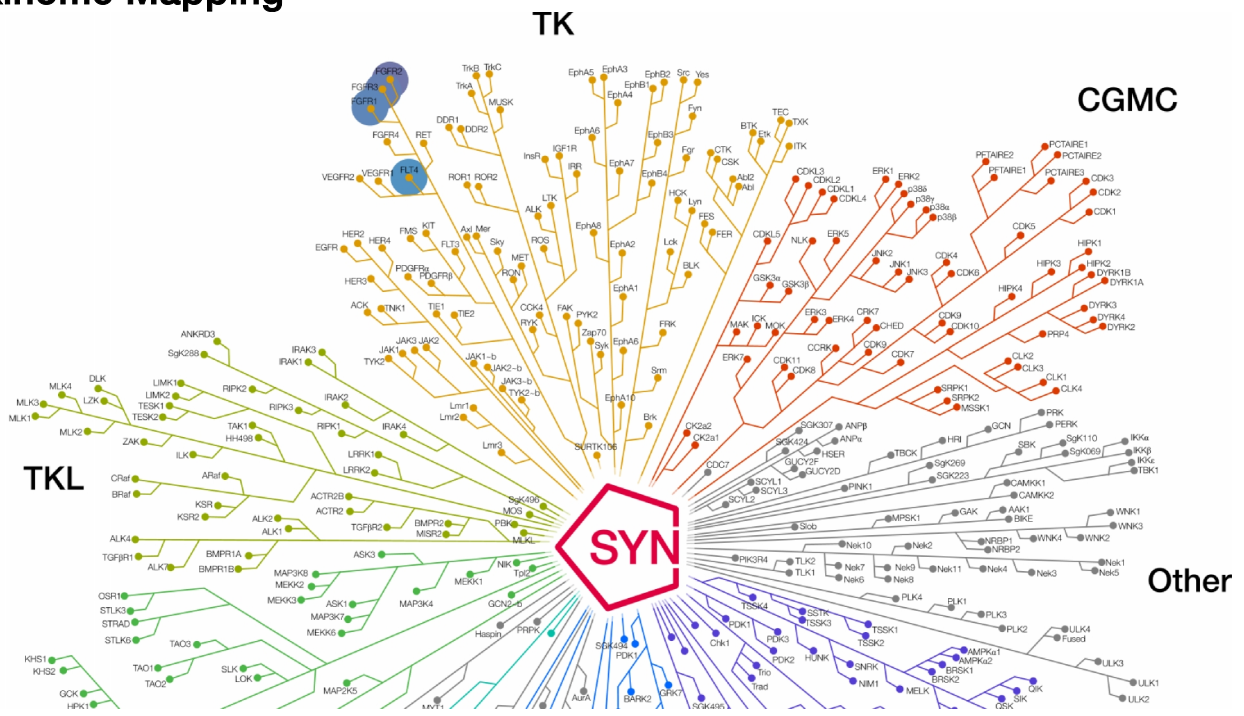 Mapping
TK
CGMC
TKL
Other
SYN
FGFR2
FGFR3
FGFR1
FGFR4
RET
FLT4
VEGFR2
VEGFR1
TrkB
TrkC
TrkA
MUSK
DDR1
DDR2
ROR1
ROR2
InsR
IGF1R
IRR
LTK
ALK
ROS
EphA5
EphA3
EphB2
EphB1
EphA4
EphA6
EphB3
EphA7
EphB4
EphA8
EphA2
EphA1
EphA6
EphA10
Src
Yes
Fyn
Fgr
HCK
Lyn
Lck
BLK
FRK
Srm
Brk
CTK
CSK
Abl2
Abl
FES
FER
BTK
Etk
TEC
TXK
ITK
HER2
EGFR
HER4
HER3
FMS
KIT
FLT3
PDGFRα
PDGFRβ
Axl
Mer
Sky
MET
RON
ACK
TNK1
TIE1
TIE2
CCK4
RYK
FAK
PYK2
Zap70
Syk
JAK1
JAK3
JAK2
TYK2
JAK1-b
JAK2-b
JAK3-b
TYK2-b
Lmr1
Lmr2
Lmr3
SURTK106
CDKL3
CDKL2
CDKL1
CDKL4
CDKL5
ERK1
ERK2
p38δ
p38γ
p38α
p38β
NLK
ERK5
JNK2
JNK1
JNK3
GSK3α
GSK3β
PFTAIRE2
PFTAIRE1
PCTAIRE1
PCTAIRE2
PCTAIRE3
CDK3
CDK2
CDK1
CDK5
CDK4
CDK6
HIPK1
HIPK2
HIPK3
HIPK4
DYRK1B
DYRK1A
DYRK3
DYRK4
DYRK2
PRP4
MAK
ICK
MOK
ERK3
ERK4
ERK7
CRK7
CHED
CCRK
CDK9
CDK7
CDK9
CDK10
CDK11
CDK8
CLK2
CLK3
CLK1
CLK4
SRPK1
SRPK2
MSSK1
CK2a2
CK2a1
ANKRD3
SgK288
IRAK3
IRAK1
DLK
MLK4
LZK
MLK3
MLK1
MLK2
LIMK1
LIMK2
TESK1
TESK2
RIPK2
RIPK3
RIPK1
IRAK2
IRAK4
TAK1
HH498
ZAK
ILK
LRRK1
LRRK2
CRaf
BRaf
ARaf
KSR
KSR2
ACTR2B
ACTR2
ALK2
ALK1
TGFβR2
BMPR2
MISR2
SgK496
MOS
PBK
MLKL
ALK4
TGFβR1
ALK7
BMPR1A
BMPR1B
CDC7
SGK307
SGK424
ANPβ
ANPα
HSER
GUCY2F
GUCY2D
SCYL1
SCYL3
SCYL2
TBCK
HRI
GCN
PRK
PERK
PINK1
SgK269
SGK223
SBK
SgK110
SgK069
IKKα
IKKβ
IKKε
TBK1
CAMKK1
CAMKK2
Slob
MPSK1
GAK
AAK1
BIKE
WNK1
WNK3
WNK4
WNK2
NRBP1
NRBP2
PIK3R4
TLK2
TLK1
Nek10
Nek2
Nek7
Nek6
Nek9
Nek8
Nek11
Nek4
Nek3
Nek1
Nek5
PLK4
PLK1
PLK3
PLK2
ULK4
Fused
ULK3
ULK1
ULK2
ASK3
MAP3K8
MEKK2
MEKK3
ASK1
MAP3K7
MEKK6
MAP3K4
MEKK1
NIK
Tpl2
GCN2-b
OSR1
STLK3
STRAD
STLK6
TAO3
TAO1
TAO2
SLK
LOK
KHS1
KHS2
GCK
HPK1
MAP2K5
MYT1
Haspin
PRPK
SGK494
PDK1
AurA
BARK2
GRK7
SGK495
Chk1
PDK1
PDK3
PDK2
Trio
Trad
TSSK4
SSTK
TSSK3
TSSK1
TSSK2
HUNK
SNRK
NIM1
MELK
AMPKα1
AMPKα2
BRSK1
BRSK2
QIK
SIK
QSK